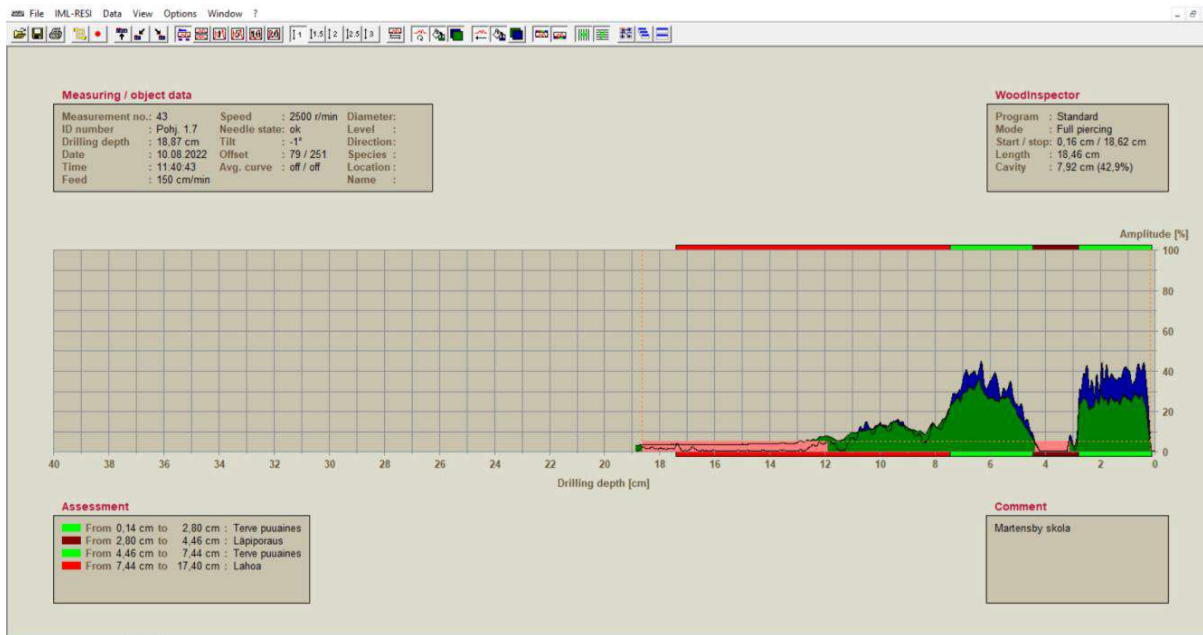 File IML-RESI Data View Options Window ?
1 1.5 2 2.5 3
Measuring / object data
Measurement no.: 43 Speed : 2500 r/min Diameter:
ID number : Pohj. 1.7 Needle state: ok Level :
Drilling depth : 18,87 cm Tilt : -1° Direction:
Date : 10.08.2022 Offset : 79 / 251 Species :
Time : 11:40:43 Avg. curve : off / off Location :
Feed : 150 cm/min Name :
WoodInspector
Program : Standard
Mode : Full piercing
Start / stop: 0,16 cm / 18,62 cm
Length : 18,46 cm
Cavity : 7,92 cm (42,9%)
Amplitude [%]
100
80
60
40
20
0
40 38 36 34 32 30 28 26 24 22 20 18 16 14 12 10 8 6 4 2 0
Drilling depth [cm]
Assessment
From 0,14 cm to 2,80 cm : Terve puuaines
From 2,80 cm to 4,46 cm : Läpiporaus
From 4,46 cm to 7,44 cm : Terve puuaines
From 7,44 cm to 17,40 cm : Lahoa
Comment
Martensby skola